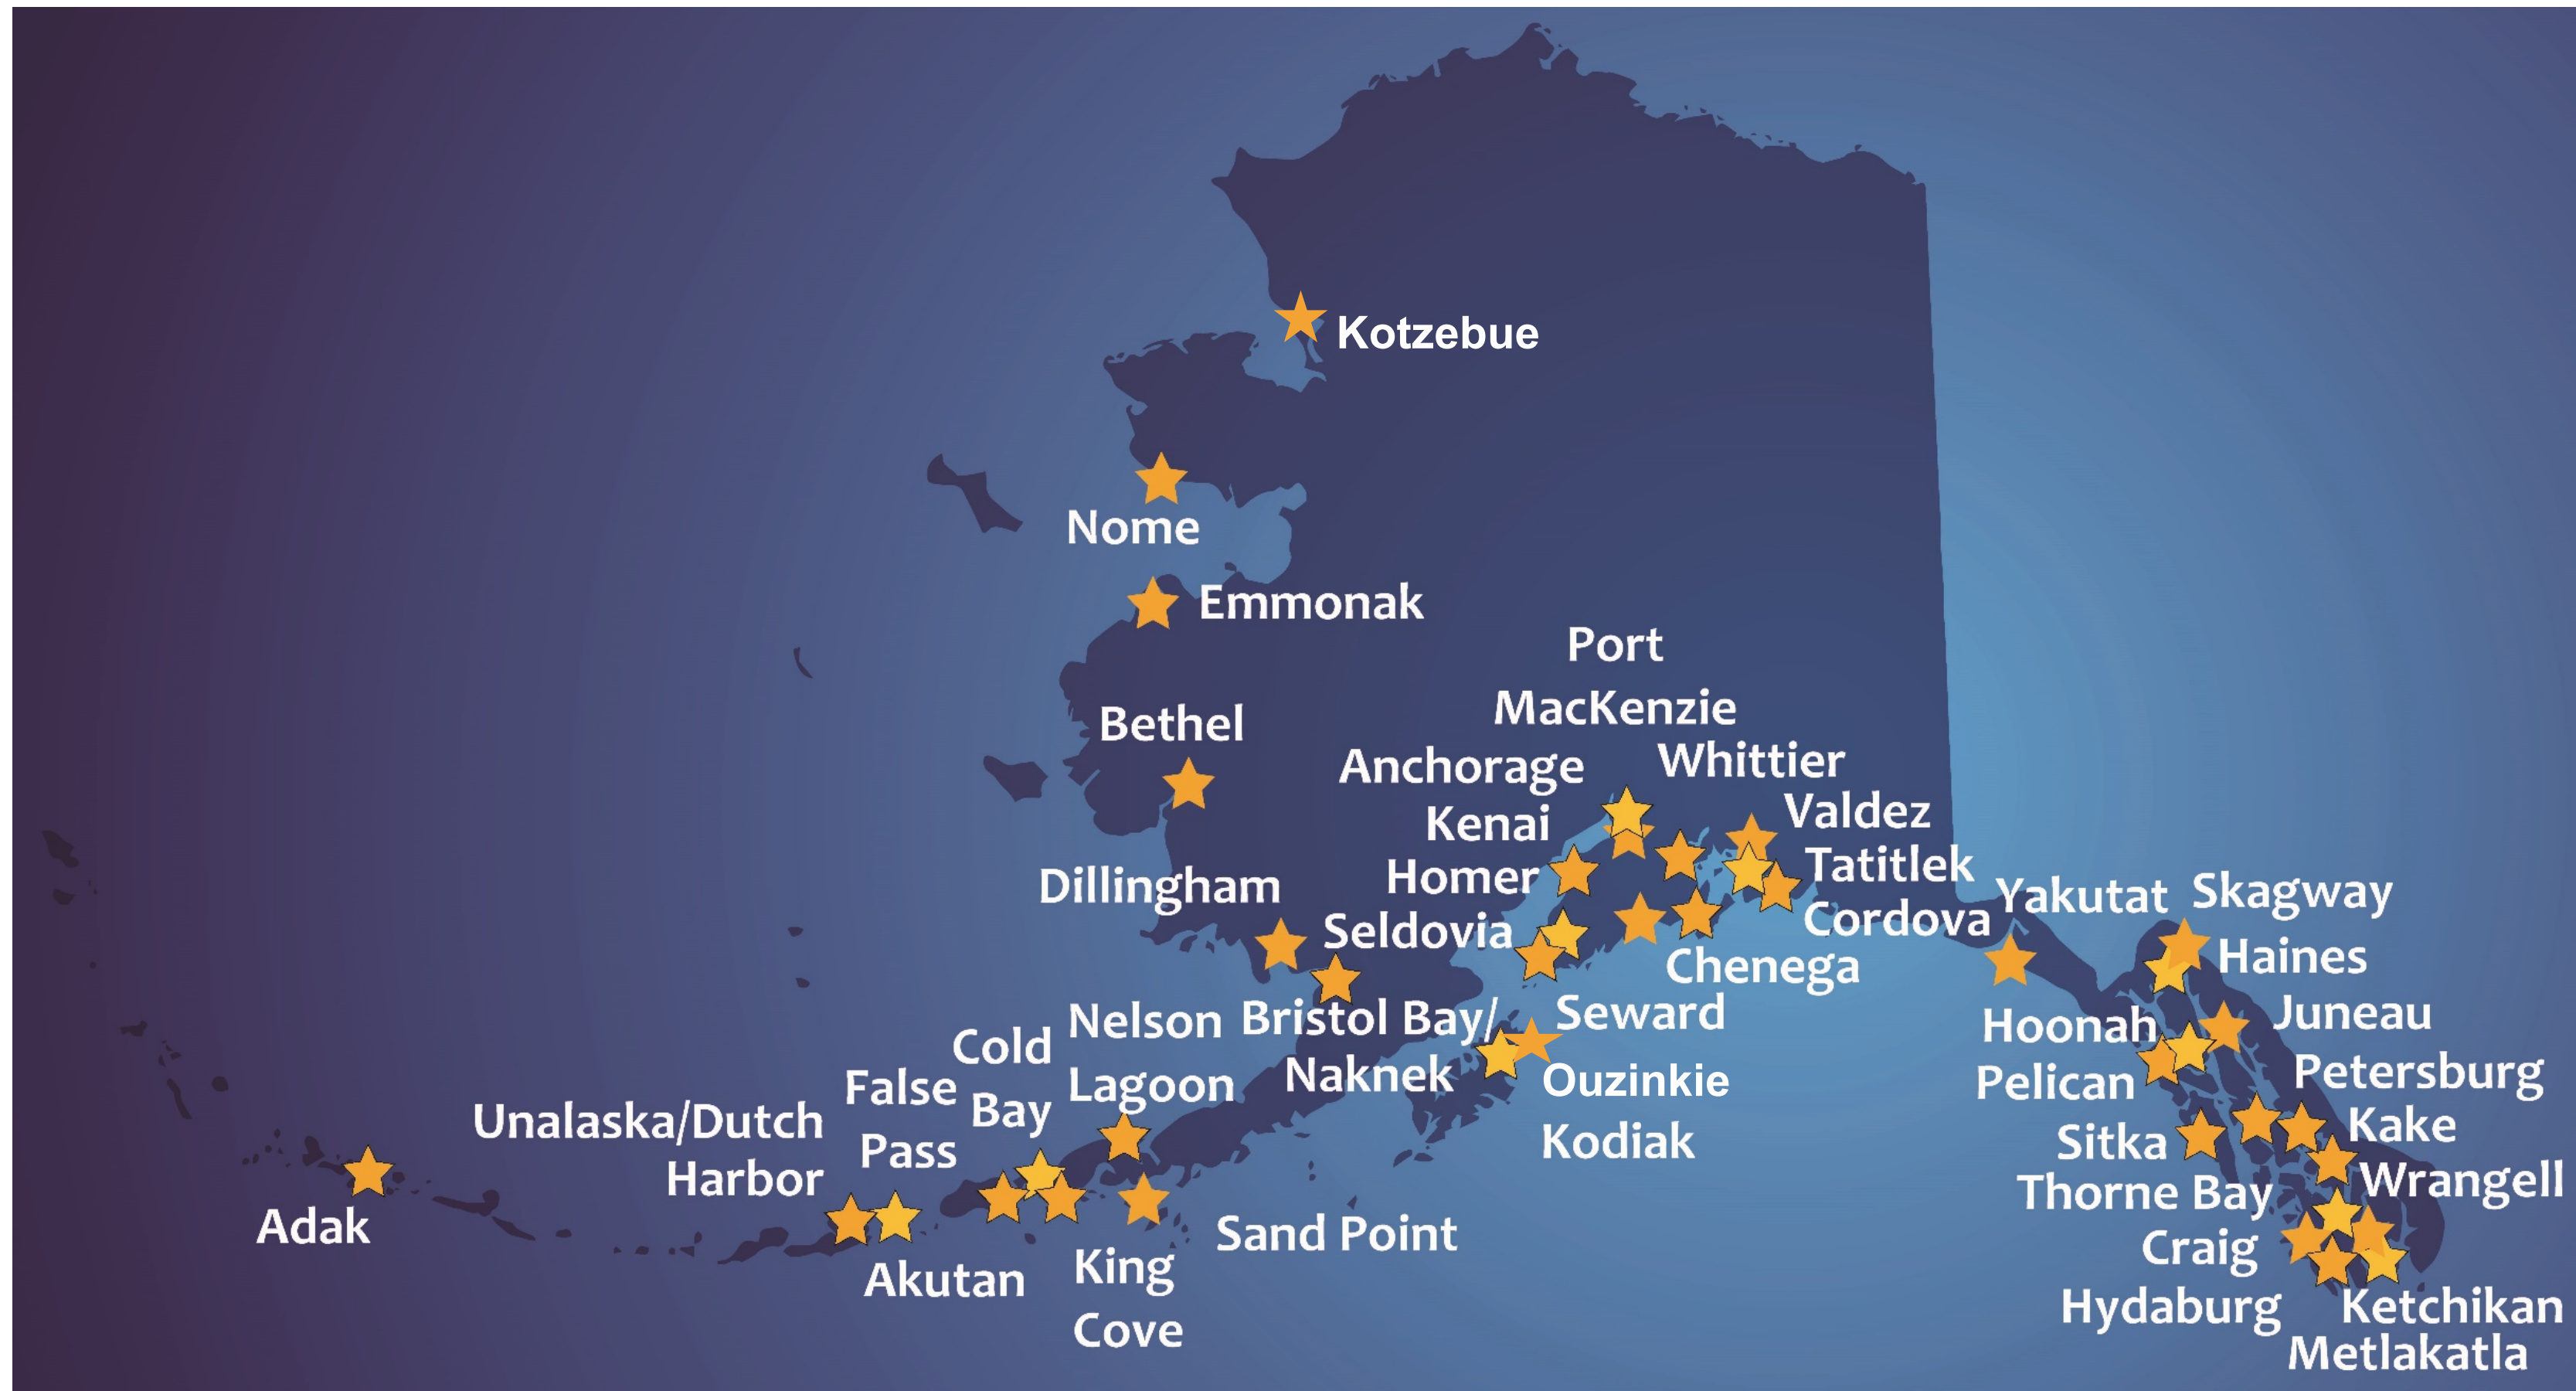 Kotzebue
Nome
Emmonak
Port
MacKenzie
Bethel
Anchorage
Whittier
Kenai
Valdez
Homer
Tatitlek
Dillingham
Seldovia
Cordova
Yakutat
Skagway
Haines
Chenega
Seward
Bristol Bay/
Naknek
Nelson
Lagoon
Cold
Bay
False
Pass
Unalaska/Dutch
Harbor
Ouzinkie
Kodiak
Adak
Akutan
King
Cove
Sand Point
Hoonah
Juneau
Pelican
Petersburg
Sitka
Kake
Thorne Bay
Wrangell
Craig
Hydaburg
Ketchikan
Metlakatla